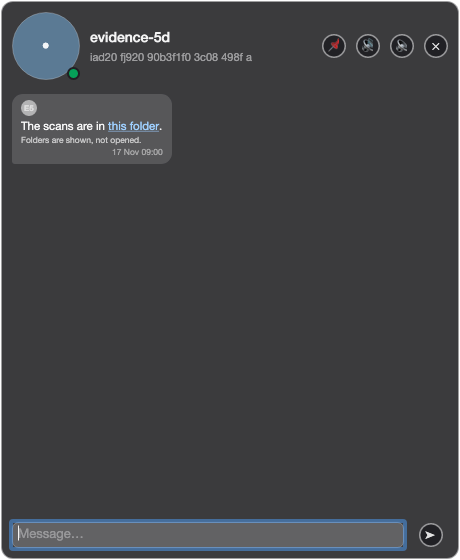 evidence-5d
iad20 fj920 90b3f1f0 3c08 498f a
E5
The scans are in this folder.
Folders are shown, not opened.
17 Nov 09:00
Message…